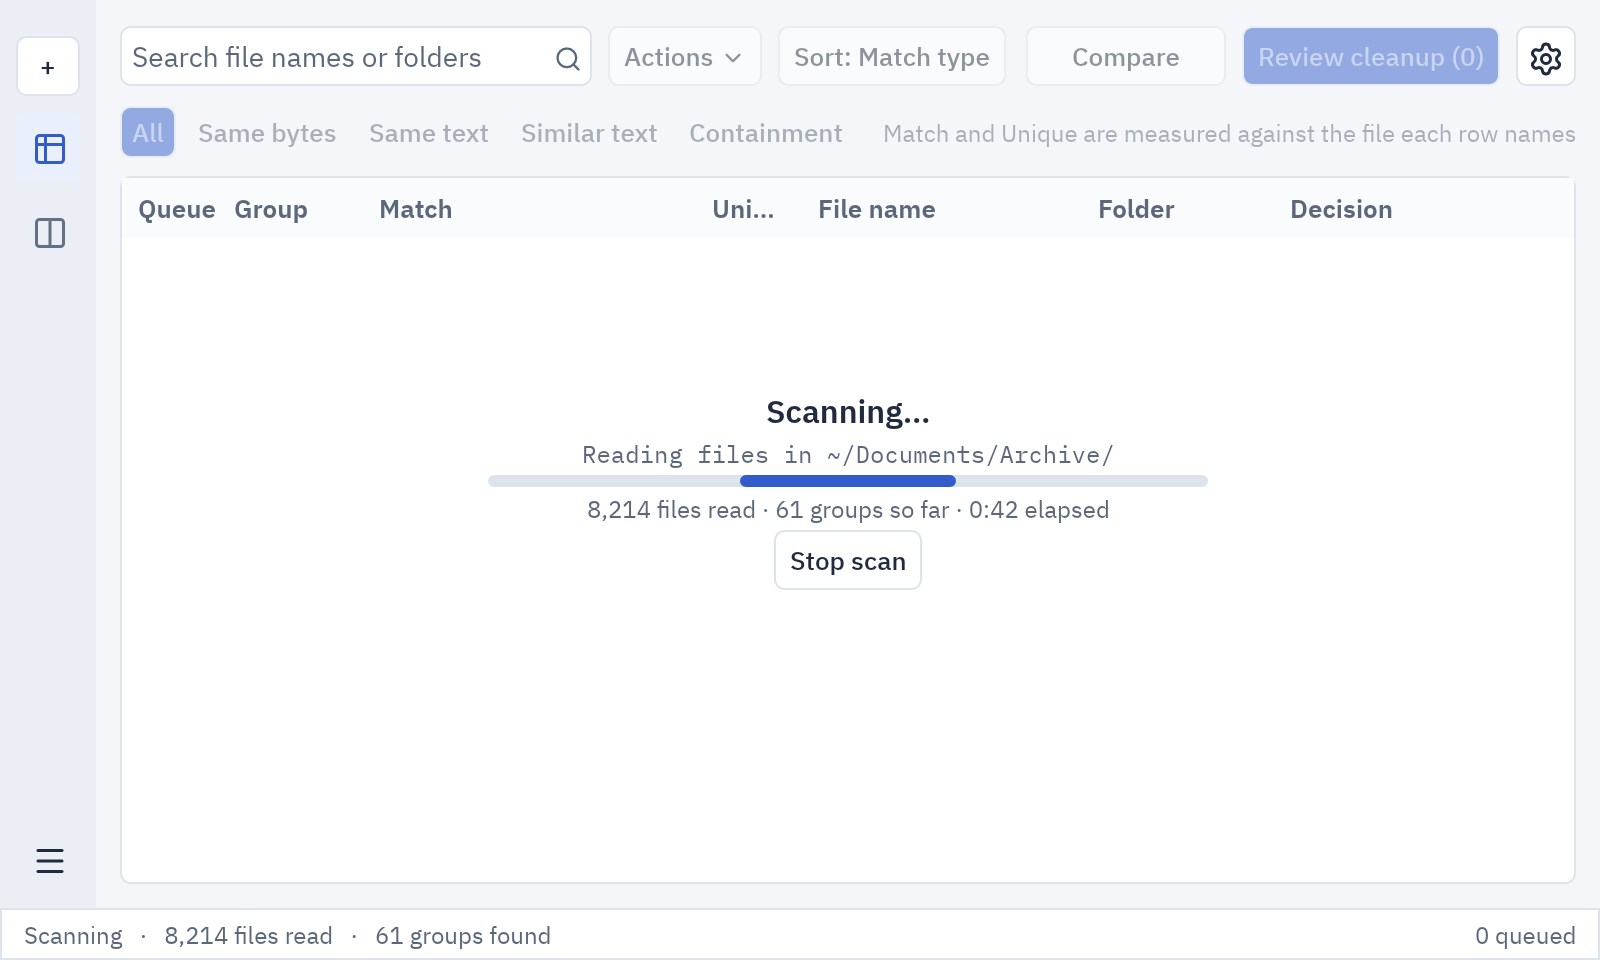 +
Search file names or folders
Actions
Sort: Match type
Compare
Review cleanup (0)
All
Same bytes
Same text
Similar text
Containment
Match and Unique are measured against the file each row names
Queue Group Match Uni... File name Folder Decision
Scanning...
Reading files in ~/Documents/Archive/
8,214 files read · 61 groups so far · 0:42 elapsed
Stop scan
Scanning · 8,214 files read · 61 groups found
0 queued